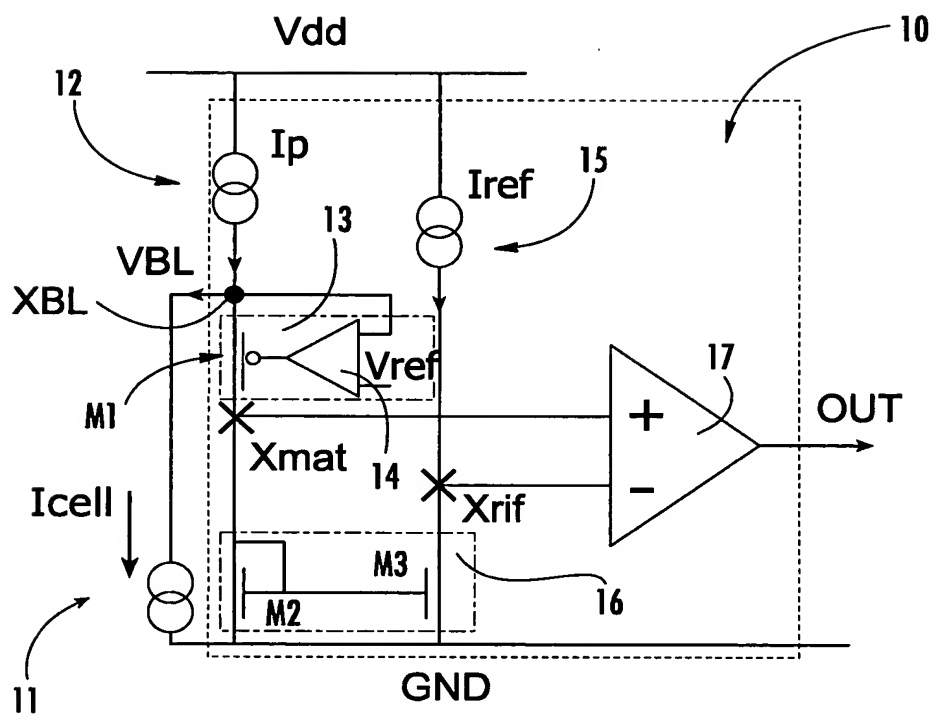 Vdd
10
12
Ip
15
Iref
13
VBL
XBL
17
Vref
M1
OUT
+
Xmat
14
−
Xrif
Icell
M3
M2
16
11
GND